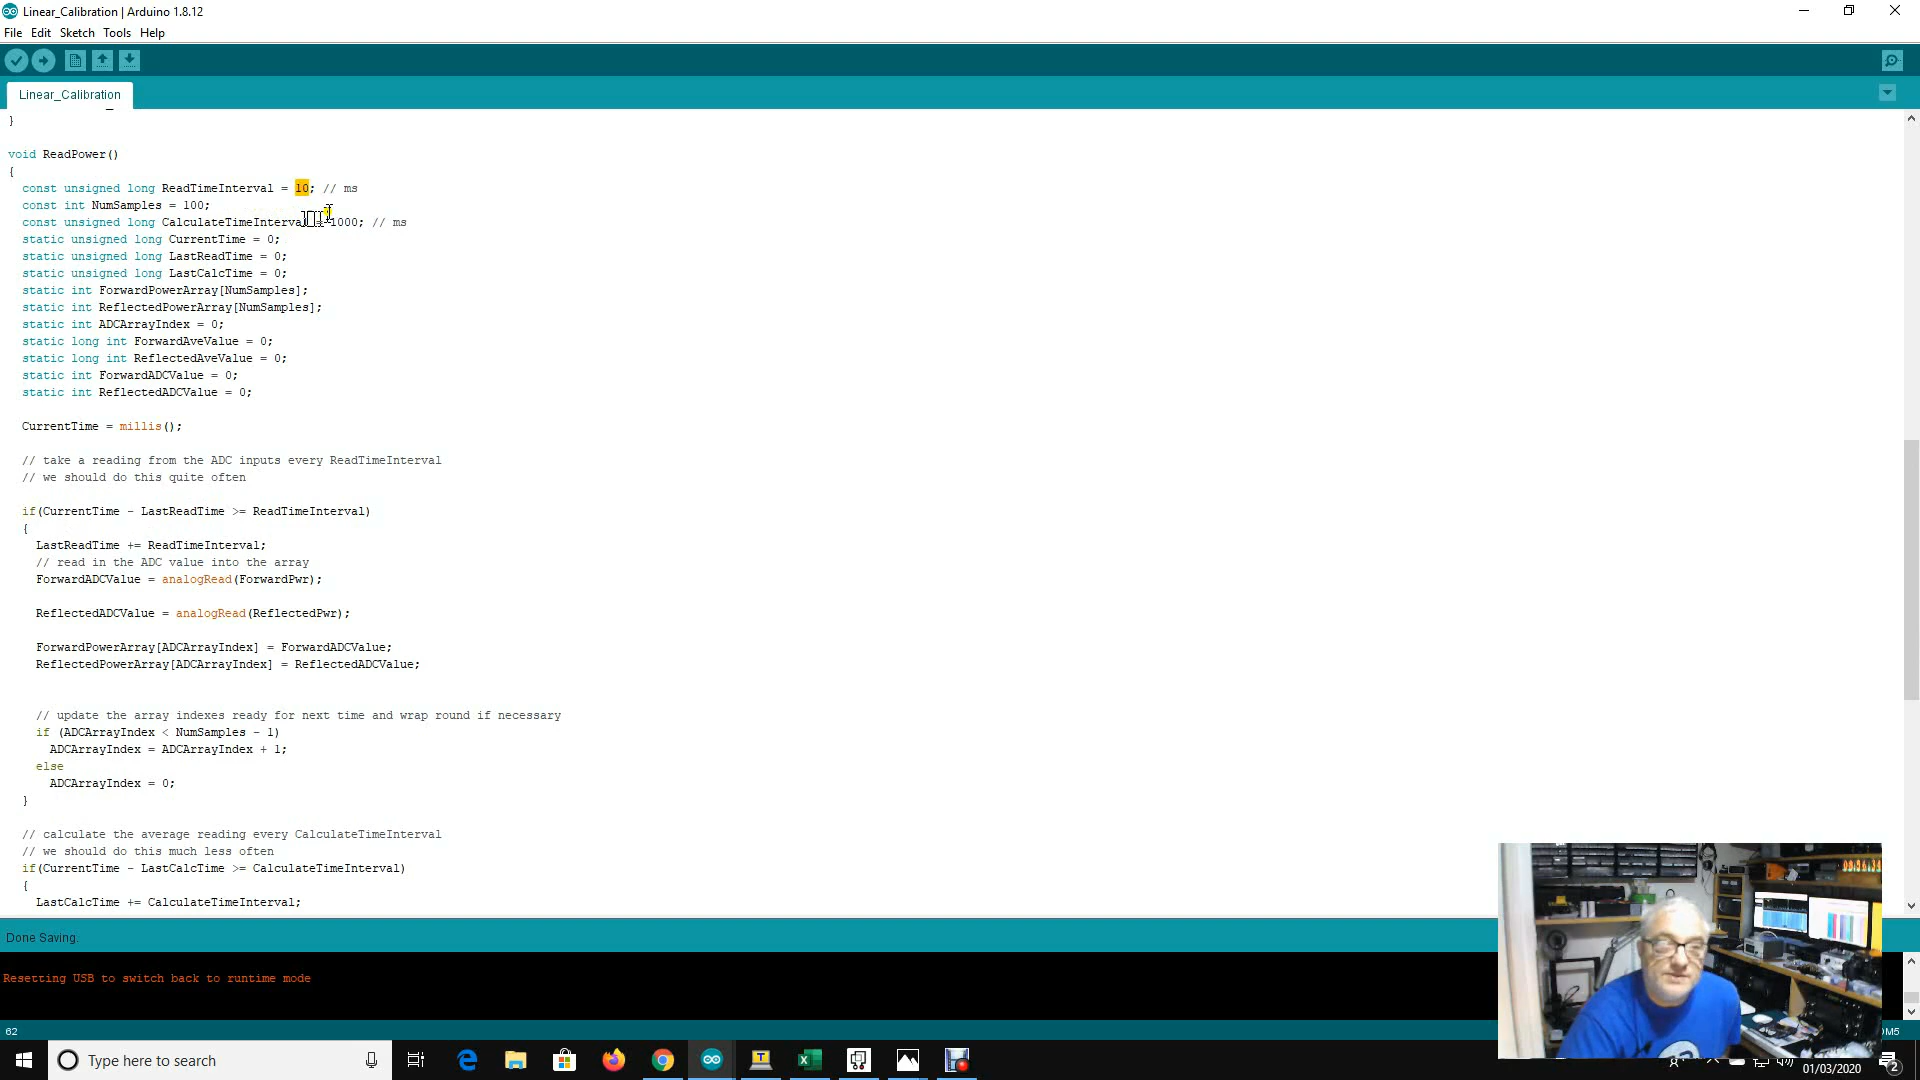 Linear_Calibration | Arduino 1.8.12
File Edit Sketch Tools Help
Linear_Calibration
}
void ReadPower()
{
const unsigned long ReadTimeInterval = 10; // ms
const int NumSamples = 100;
const unsigned long CalculateTimeInterval = 1000; // ms
static unsigned long CurrentTime = 0;
static unsigned long LastReadTime = 0;
static unsigned long LastCalcTime = 0;
static int ForwardPowerArray[NumSamples];
static int ReflectedPowerArray[NumSamples];
static int ADCArrayIndex = 0;
static long int ForwardAveValue = 0;
static long int ReflectedAveValue = 0;
static int ForwardADCValue = 0;
static int ReflectedADCValue = 0;
CurrentTime = millis();
// take a reading from the ADC inputs every ReadTimeInterval
// we should do this quite often
if(CurrentTime - LastReadTime >= ReadTimeInterval)
{
LastReadTime += ReadTimeInterval;
// read in the ADC value into the array
ForwardADCValue = analogRead(ForwardPwr);
ReflectedADCValue = analogRead(ReflectedPwr);
ForwardPowerArray[ADCArrayIndex] = ForwardADCValue;
ReflectedPowerArray[ADCArrayIndex] = ReflectedADCValue;
// update the array indexes ready for next time and wrap round if necessary
if (ADCArrayIndex < NumSamples - 1)
ADCArrayIndex = ADCArrayIndex + 1;
else
ADCArrayIndex = 0;
}
// calculate the average reading every CalculateTimeInterval
// we should do this much less often
if(CurrentTime - LastCalcTime >= CalculateTimeInterval)
{
LastCalcTime += CalculateTimeInterval;
Done Saving.
Resetting USB to switch back to runtime mode
62
Type here to search
01/03/2020
2